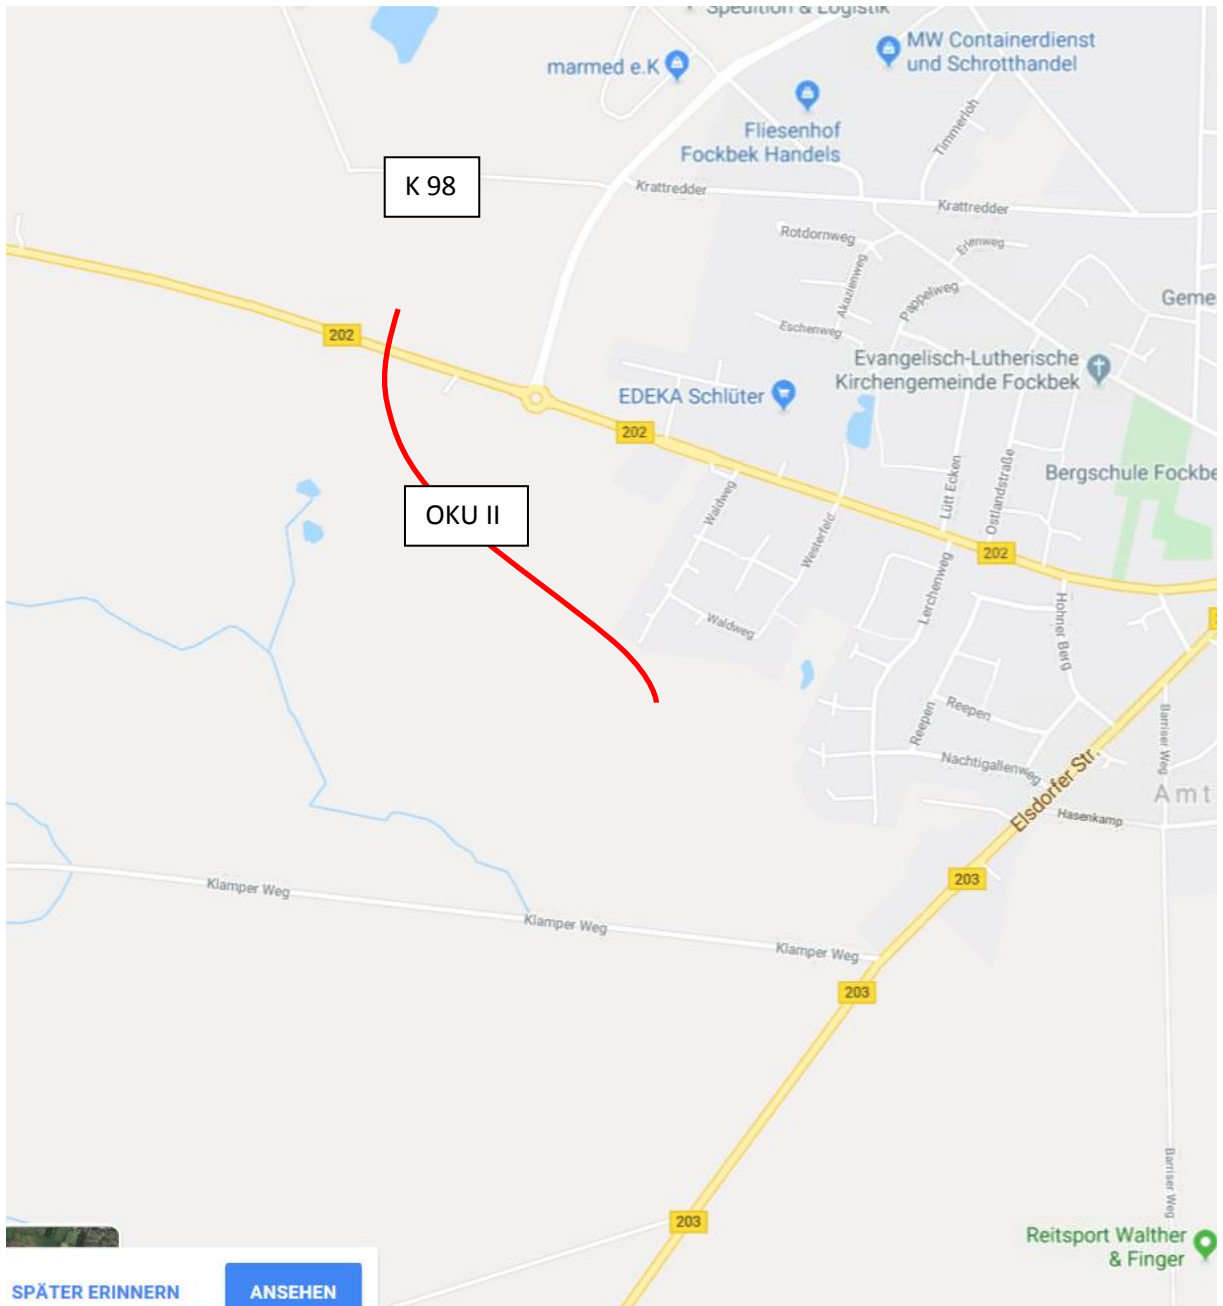 Spedition & Logistik
MW Containerdienst
und Schrotthandel
marmed e.K
Fliesenhof
Fockbek Handels
Timmerloh
K 98
Krattredder
Krattredder
Rotdornweg
Erlenweg
Akazienweg
Pappelweg
Geme
Eschenweg
202
Evangelisch-Lutherische
Kirchengemeinde Fockbek
EDEKA Schlüter
202
Bergschule Fockbe
Waldweg
Lütt Ecken
Ostlandstraße
OKU II
Westerfeld
202
Lerchenweg
Hohner Berg
Waldweg
Reepen
Reepen
Barriser Weg
Nachtigallenweg
Elsdorfer Str.
Amt
Hasenkamp
203
Klamper Weg
Klamper Weg
Klamper Weg
203
Barriser Weg
203
Reitsport Walther
& Finger
SPÄTER ERINNERN
ANSEHEN